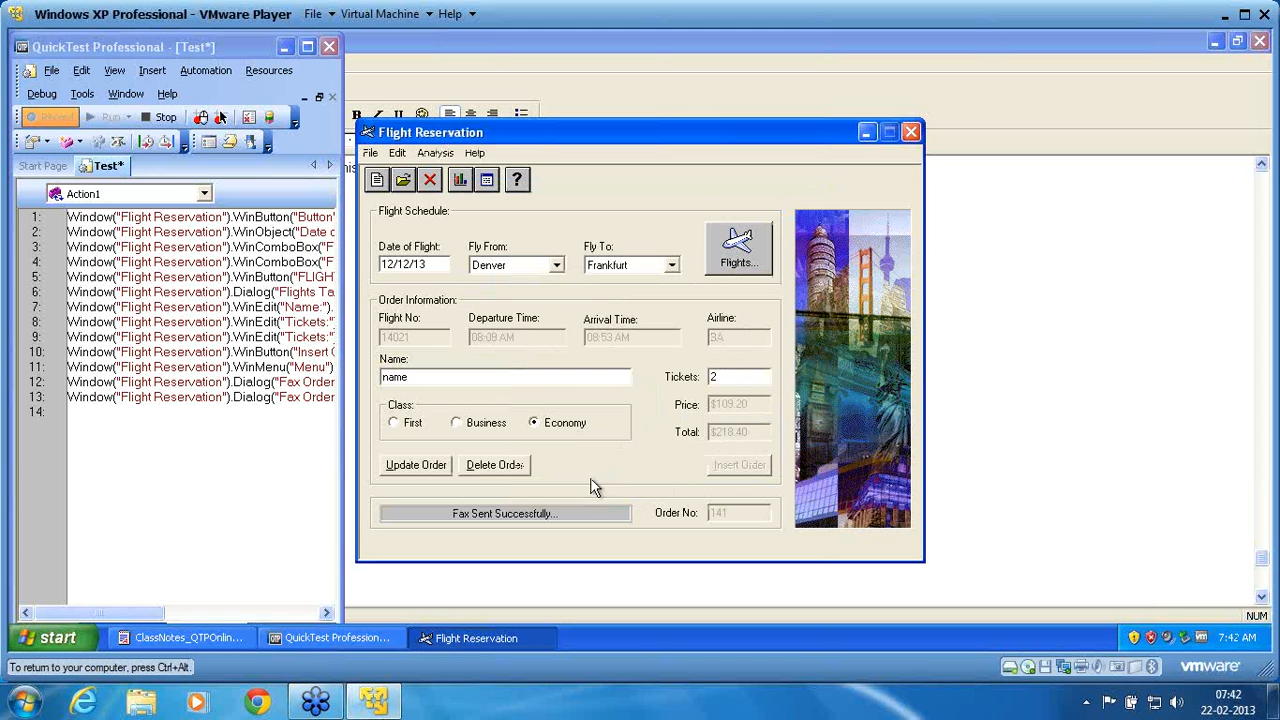 Windows XP Professional - VMware Player File Virtual Machine Help
QuickTest Professional - [Test*]
File Edit View Insert Automation Resources
Debug Tools Window Help
Record Run Stop
Start Page Test*
Action1
1: Window("Flight Reservation").WinButton("Button"
2: Window("Flight Reservation").WinObject("Date o
3: Window("Flight Reservation").WinComboBox("F
4: Window("Flight Reservation").WinComboBox("F
5: Window("Flight Reservation").WinButton("FLIGH
6: Window("Flight Reservation").Dialog("Flights Ta
7: Window("Flight Reservation").WinEdit("Name:").
8: Window("Flight Reservation").WinEdit("Tickets:"
9: Window("Flight Reservation").WinEdit("Tickets:"
10: Window("Flight Reservation").WinButton("Insert O
11: Window("Flight Reservation").WinMenu("Menu")
12: Window("Flight Reservation").Dialog("Fax Order
13: Window("Flight Reservation").Dialog("Fax Order
14:
B I U
Flight Reservation
File Edit Analysis Help
?
Flight Schedule:
Date of Flight: Fly From: Fly To:
12/12/13 Denver Frankfurt Flights...
Order Information:
Flight No: Departure Time: Arrival Time: Airline:
14021 08:09 AM 08:53 AM
Name:
name Tickets: 2
Class: Price: $109.20
First Business Economy
Total: $218.40
Update Order Delete Order Insert Order
Fax Sent Successfully... Order No: 141
NUM
start ClassNotes_QTPOnlin... QuickTest Profession... Flight Reservation 7:42 AM
To return to your computer, press Ctrl+Alt. vmware
07:42
22-02-2013